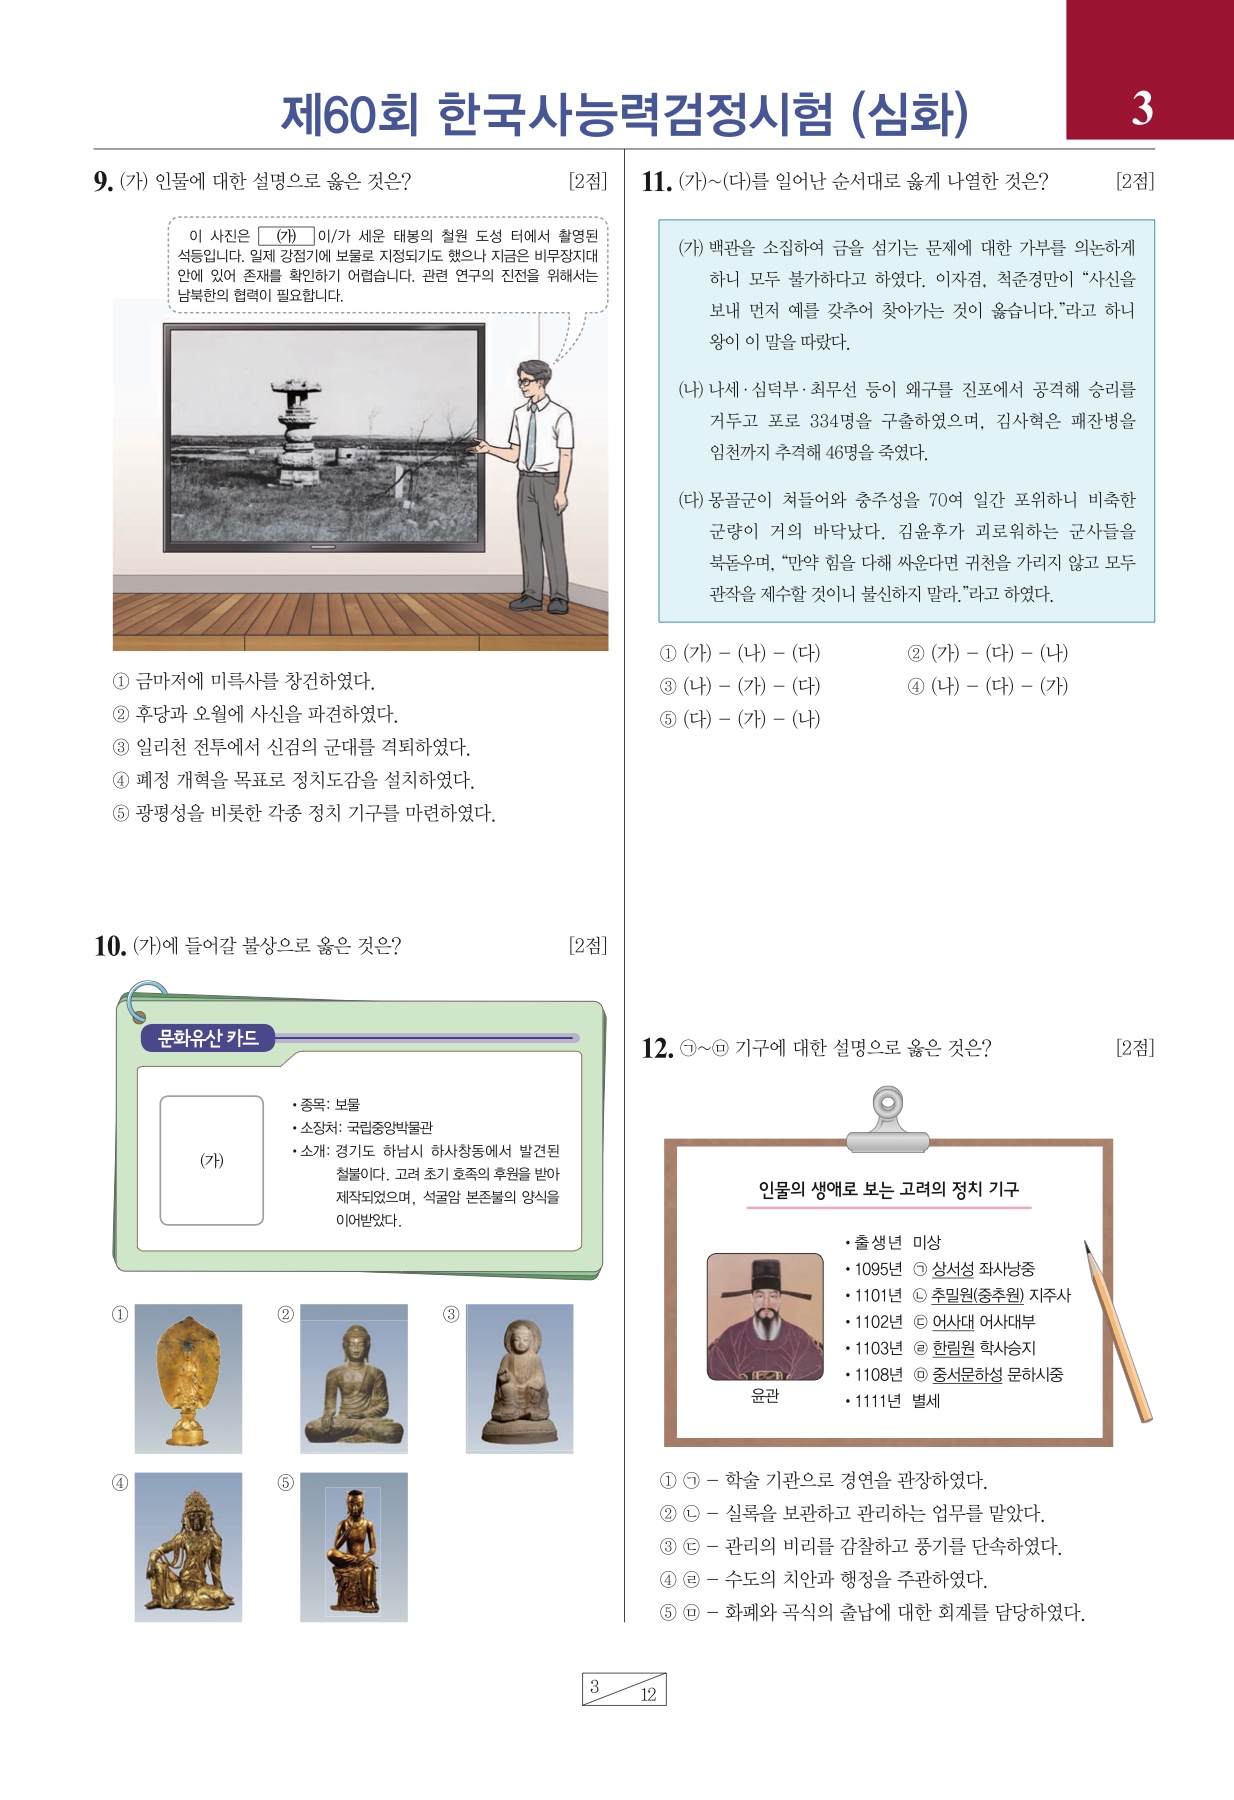 제60회 한국사능력검정시험 (심화)
3
9. (가) 인물에 대한 설명으로 옳은 것은? [2점]
이 사진은 (가) 이/가 세운 태봉의 철원 도성 터에서 촬영된
석등입니다. 일제 강점기에 보물로 지정되기도 했으나 지금은 비무장지대
안에 있어 존재를 확인하기 어렵습니다. 관련 연구의 진전을 위해서는
남북한의 협력이 필요합니다.
① 금마저에 미륵사를 창건하였다.
② 후당과 오월에 사신을 파견하였다.
③ 일리천 전투에서 신검의 군대를 격퇴하였다.
④ 폐정 개혁을 목표로 정치도감을 설치하였다.
⑤ 광평성을 비롯한 각종 정치 기구를 마련하였다.
10. (가)에 들어갈 불상으로 옳은 것은? [2점]
문화유산 카드
(가)
• 종목: 보물
• 소장처: 국립중앙박물관
• 소개: 경기도 하남시 하사창동에서 발견된
철불이다. 고려 초기 호족의 후원을 받아
제작되었으며, 석굴암 본존불의 양식을
이어받았다.
① ② ③
④ ⑤
11. (가)~(다)를 일어난 순서대로 옳게 나열한 것은? [2점]
(가) 백관을 소집하여 금을 섬기는 문제에 대한 가부를 의논하게
하니 모두 불가하다고 하였다. 이자겸, 척준경만이 “사신을
보내 먼저 예를 갖추어 찾아가는 것이 옳습니다.”라고 하니
왕이 이 말을 따랐다.
(나) 나세·심덕부·최무선 등이 왜구를 진포에서 공격해 승리를
거두고 포로 334명을 구출하였으며, 김사혁은 패잔병을
임천까지 추격해 46명을 죽였다.
(다) 몽골군이 쳐들어와 충주성을 70여 일간 포위하니 비축한
군량이 거의 바닥났다. 김윤후가 괴로워하는 군사들을
북돋우며, “만약 힘을 다해 싸운다면 귀천을 가리지 않고 모두
관작을 제수할 것이니 불신하지 말라.”라고 하였다.
① (가) – (나) – (다) ② (가) – (다) – (나)
③ (나) – (가) – (다) ④ (나) – (다) – (가)
⑤ (다) – (가) – (나)
12. ㉠~㉤ 기구에 대한 설명으로 옳은 것은? [2점]
인물의 생애로 보는 고려의 정치 기구
윤관
• 출생년 미상
• 1095년 ㉠ 상서성 좌사낭중
• 1101년 ㉡ 추밀원(중추원) 지주사
• 1102년 ㉢ 어사대 어사대부
• 1103년 ㉣ 한림원 학사승지
• 1108년 ㉤ 중서문하성 문하시중
• 1111년 별세
① ㉠ – 학술 기관으로 경연을 관장하였다.
② ㉡ – 실록을 보관하고 관리하는 업무를 맡았다.
③ ㉢ – 관리의 비리를 감찰하고 풍기를 단속하였다.
④ ㉣ – 수도의 치안과 행정을 주관하였다.
⑤ ㉤ – 화폐와 곡식의 출납에 대한 회계를 담당하였다.
3 / 12